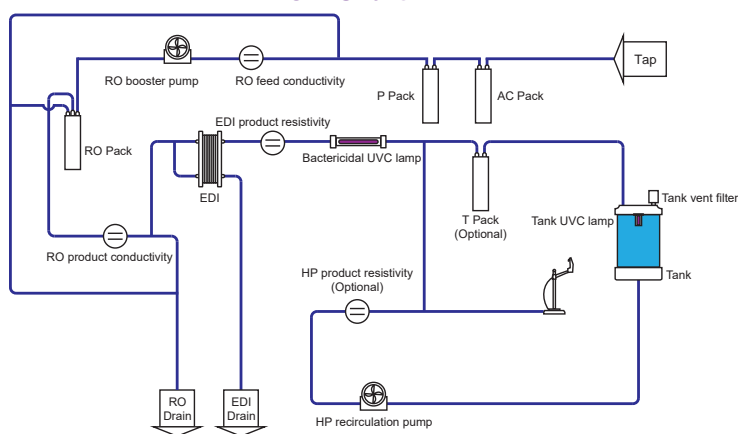 Tap
RO booster pump
RO feed conductivity
P Pack
AC Pack
EDI product resistivity
RO Pack
Bactericidal UVC lamp
EDI
T Pack
(Optional)
Tank vent filter
Tank UVC lamp
RO product conductivity
HP product resistivity
(Optional)
Tank
RO
Drain
EDI
Drain
HP recirculation pump